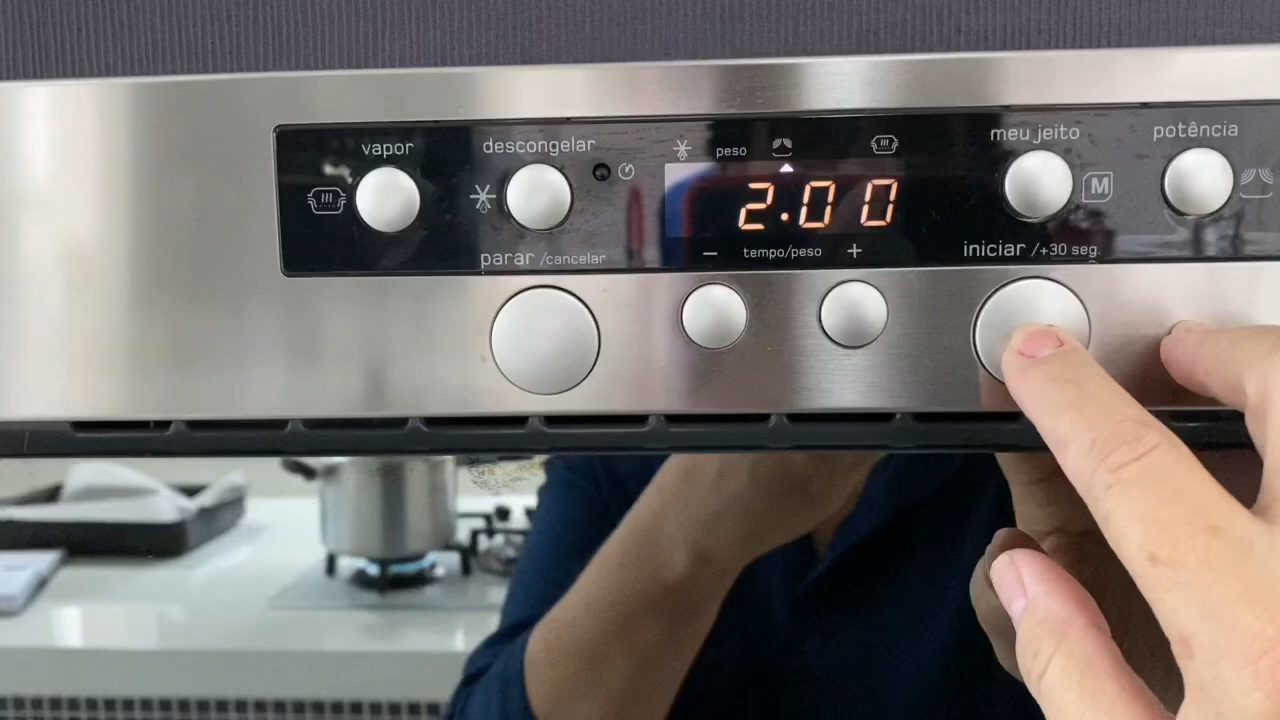 vapor
descongelar
peso
meu jeito
potência
M
2.00
parar /cancelar
− tempo/peso +
iniciar /+30 seg.